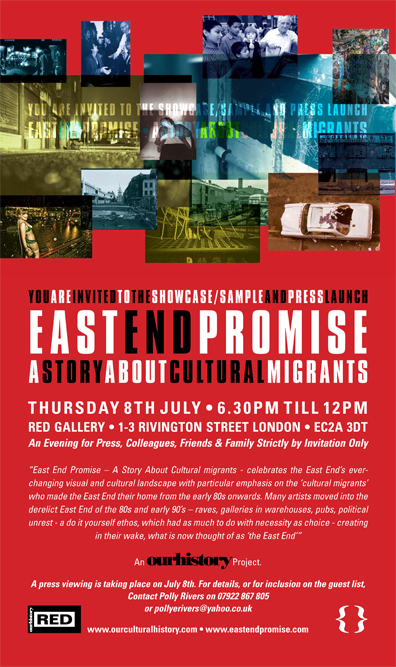 YOU ARE INVITED TO THE SHOWCASE/SAMPLE AND PRESS LAUNCH
EAST END PROMISE • A STORY ABOUT MIGRANTS
YOUAREINVITEDTOTHESHOWCASE/SAMPLEANDPRESSLAUNCH
EASTENDPROMISE
ASTORYABOUTCULTURALMIGRANTS
THURSDAY 8TH JULY • 6.30PM TILL 12PM
RED GALLERY • 1-3 RIVINGTON STREET LONDON • EC2A 3DT
An Evening for Press, Colleagues, Friends & Family Strictly by Invitation Only
"East End Promise – A Story About Cultural migrants - celebrates the East End's ever-
changing visual and cultural landscape with particular emphasis on the 'cultural migrants'
who made the East End their home from the early 80s onwards. Many artists moved into the
derelict East End of the 80s and early 90's – raves, galleries in warehouses, pubs, political
unrest - a do it yourself ethos, which had as much to do with necessity as choice - creating
in their wake, what is now thought of as 'the East End'"
An ourhistory Project.
A press viewing is taking place on July 8th. For details, or for inclusion on the guest list,
Contact Polly Rivers on 07922 867 805
or pollyerivers@yahoo.co.uk
ourhistory
RED
www.ourculturalhistory.com • www.eastendpromise.com